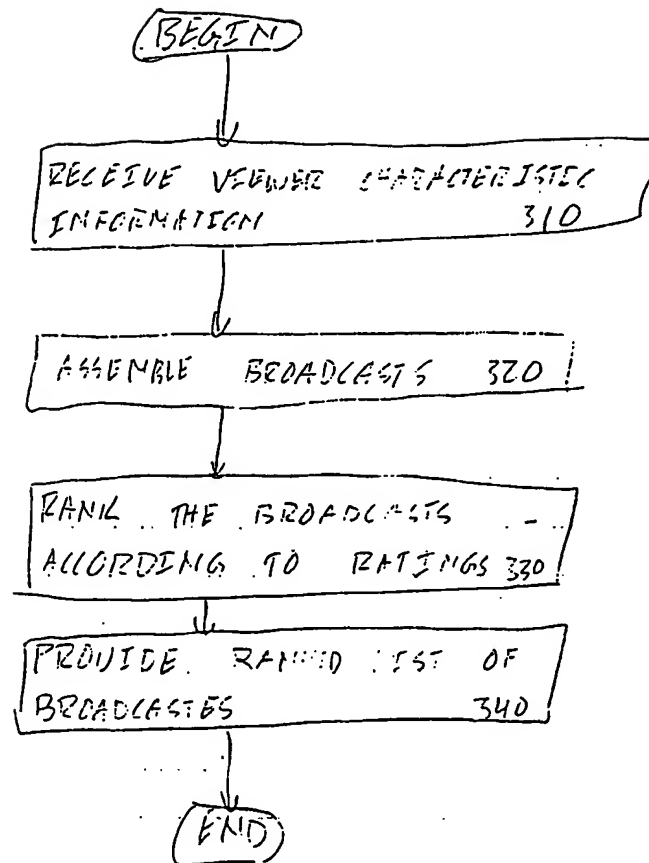 BEGIN
RECEIVE VIEWER CHARACTERISTIC
INFORMATION 310
ASSEMBLE BROADCASTS 320
RANK THE BROADCASTS
ACCORDING TO RATINGS 330
PROVIDE RANKED LIST OF
BROADCASTES 340
END